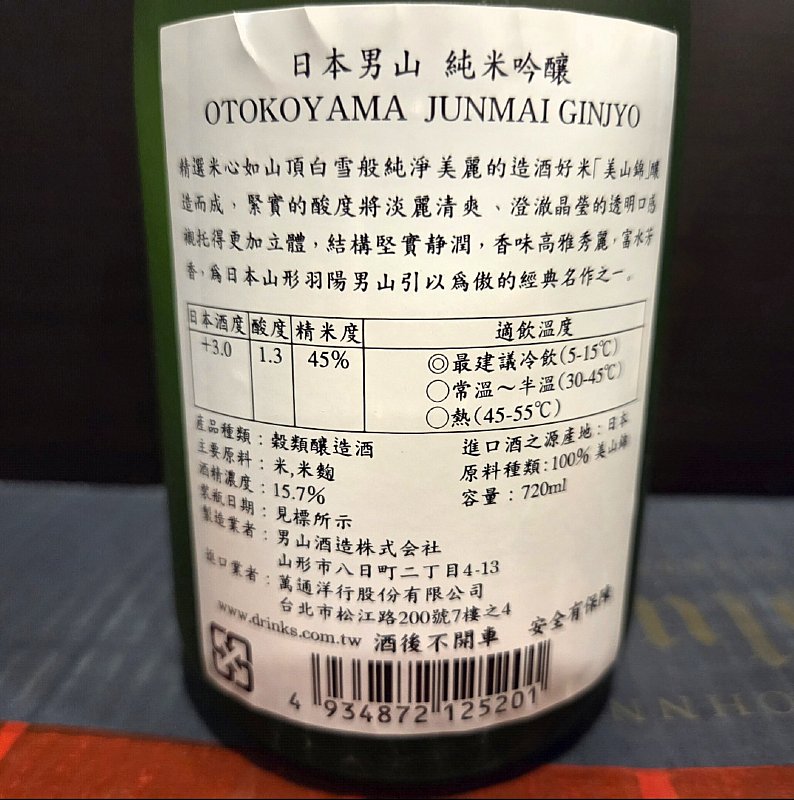 日本男山 純米吟釀
OTOKOYAMA JUNMAI GINJYO
精選米心如山頂白雪般純淨美麗的造酒好米「美山錦」釀
造而成，緊實的酸度將淡麗清爽、澄澈晶瑩的透明口感
襯托得更加立體，結構堅實靜潤，香味高雅秀麗，富水芳
香，為日本山形羽陽男山引以為傲的經典名作之一。
日本酒度 酸度 精米度 適飲溫度
+3.0 1.3 45% ◎最建議冷飲(5-15℃)
○常溫～半溫(30-45℃)
○熱(45-55℃)
產品種類：穀類釀造酒
主要原料：米,米麴
酒精濃度：15.7%
裝瓶日期：見標所示
製造業者：男山酒造株式会社
山形市八日町二丁目4-13
進口業者：萬通洋行股份有限公司
台北市松江路200號7樓之4
進口酒之源產地：日本
原料種類:100% 美山錦
容量：720ml
www.drinks.com.tw 酒後不開車 安全有保障
4 934872 125201
OHNN